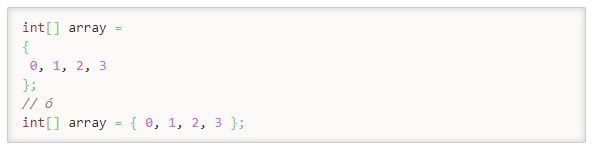 int[] array =
{
 0, 1, 2, 3
};
// ó
int[] array = { 0, 1, 2, 3 };